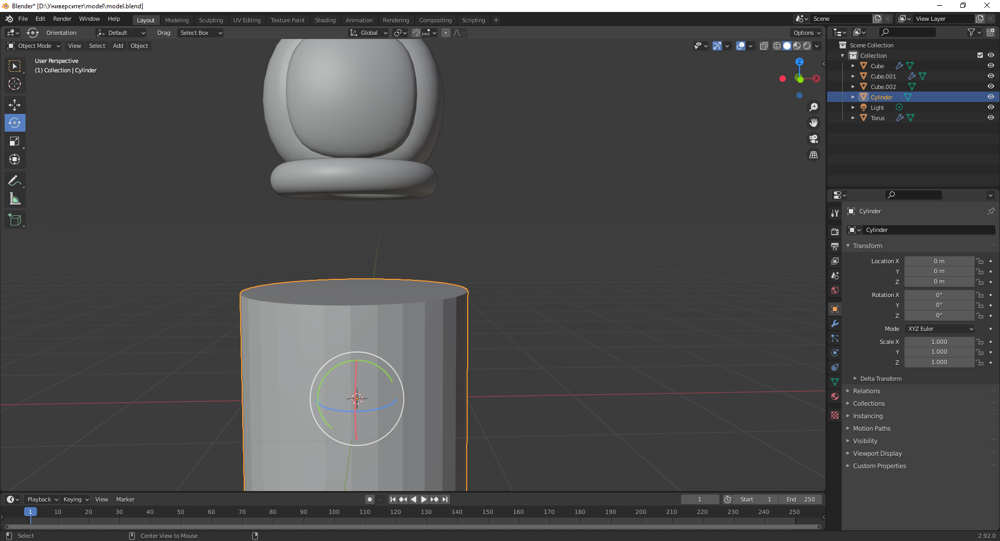 Blender* [D:\Университет\model\model.blend]
File Edit Render Window Help Layout Modeling Sculpting UV Editing Texture Paint Shading Animation Rendering Compositing Scripting + Scene View Layer
Orientation: Default Drag: Select Box Global Options
Object Mode View Select Add Object
User Perspective
(1) Collection | Cylinder
Z
X
Scene Collection
Collection
Cube
Cube.001
Cube.002
Cylinder
Light
Torus
Cylinder
Cylinder
Transform
Location X 0 m
Y 0 m
Z 0 m
Rotation X 0°
Y 0°
Z 0°
Mode XYZ Euler
Scale X 1.000
Y 1.000
Z 1.000
Delta Transform
Relations
Collections
Instancing
Motion Paths
Visibility
Viewport Display
Custom Properties
Playback Keying View Marker 1 Start 1 End 250
1 10 20 30 40 50 60 70 80 90 100 110 120 130 140 150 160 170 180 190 200 210 220 230 240 250
Select Center View to Mouse 2.92.0